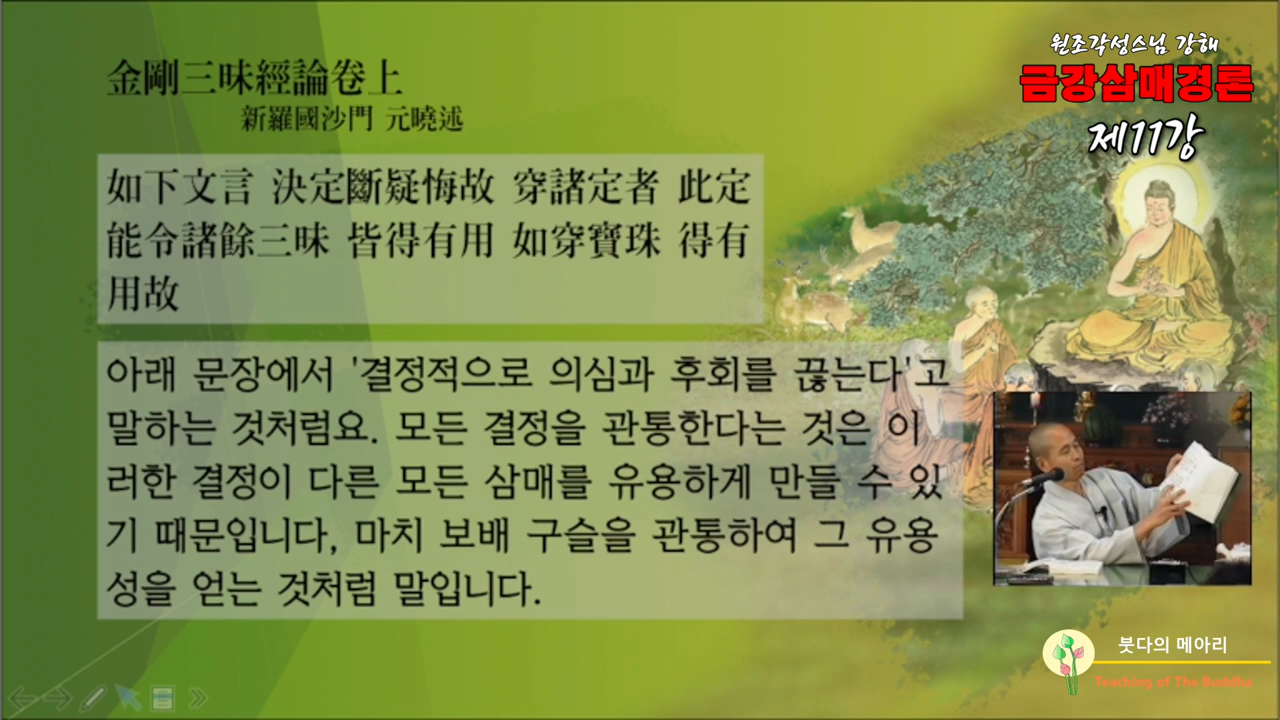 金剛三昧經論卷上
新羅國沙門 元曉述
如下文言 決定斷疑悔故 穿諸定者 此定
能令諸餘三昧 皆得有用 如穿寶珠 得有
用故
아래 문장에서 '결정적으로 의심과 후회를 끊는다'고
말하는 것처럼요. 모든 결정을 관통한다는 것은 이
러한 결정이 다른 모든 삼매를 유용하게 만들 수 있
기 때문입니다, 마치 보배 구슬을 관통하여 그 유용
성을 얻는 것처럼 말입니다.
원조각성스님 강해
금강삼매경론
제11강
붓다의 메아리
Teaching of The Buddha